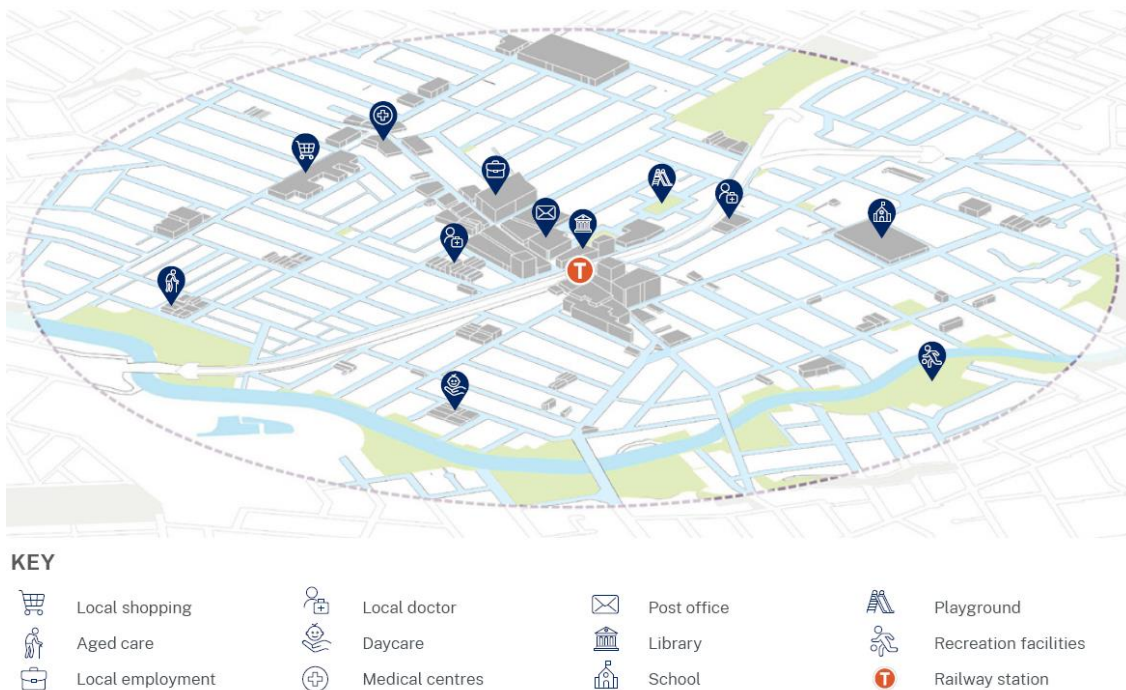 T
KEY
Local shopping
Local doctor
Post office
Playground
Aged care
Daycare
Library
Recreation facilities
Local employment
Medical centres
School
T Railway station